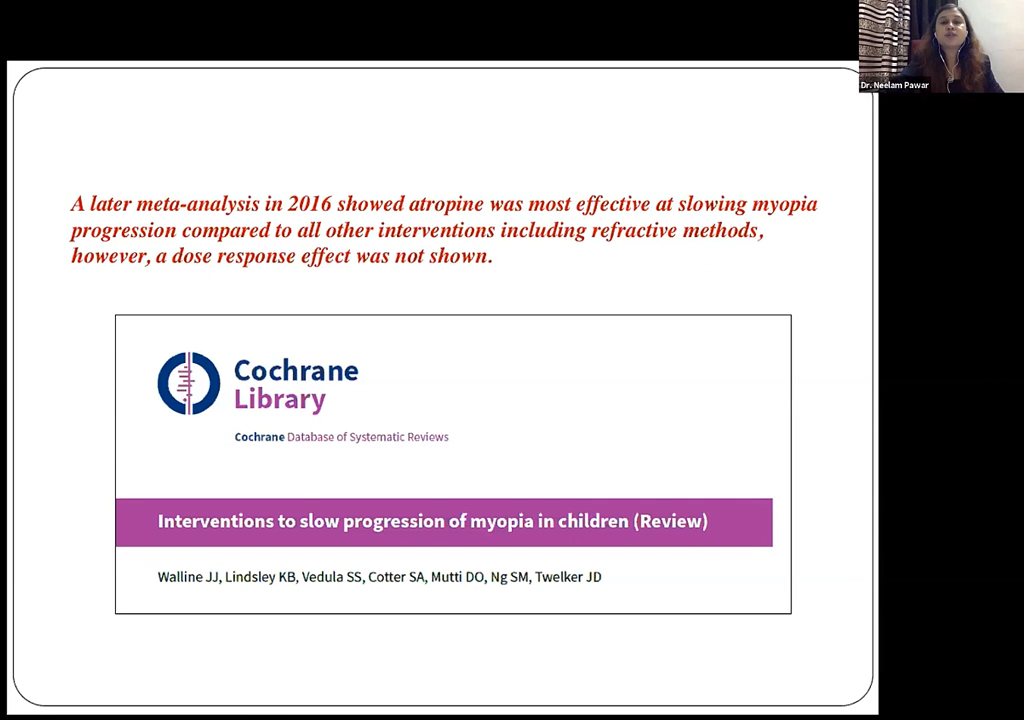 Dr. Neelam Pawar
A later meta-analysis in 2016 showed atropine was most effective at slowing myopia
progression compared to all other interventions including refractive methods,
however, a dose response effect was not shown.
Cochrane
Library
Cochrane Database of Systematic Reviews
Interventions to slow progression of myopia in children (Review)
Walline JJ, Lindsley KB, Vedula SS, Cotter SA, Mutti DO, Ng SM, Twelker JD